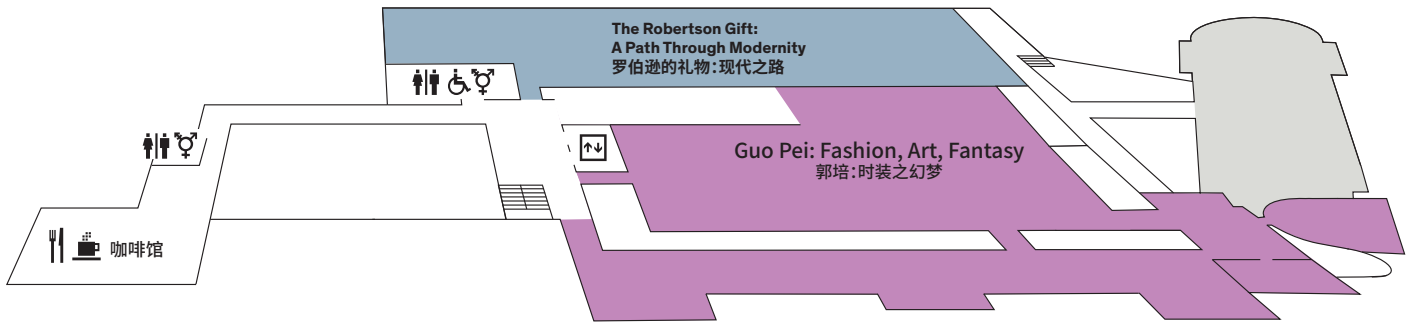 The Robertson Gift:
A Path Through Modernity
罗伯逊的礼物：现代之路
Guo Pei: Fashion, Art, Fantasy
郭培：时装之幻梦
咖啡馆